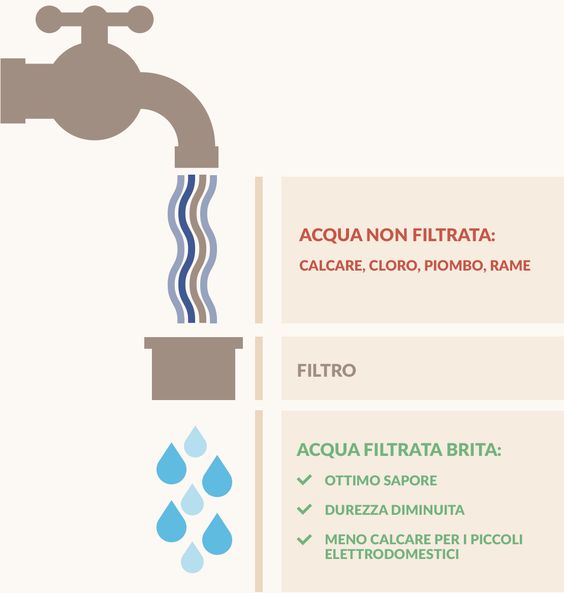 ACQUA NON FILTRATA:
CALCARE, CLORO, PIOMBO, RAME
FILTRO
ACQUA FILTRATA BRITA:
OTTIMO SAPORE
DUREZZA DIMINUITA
MENO CALCARE PER I PICCOLI
ELETTRODOMESTICI